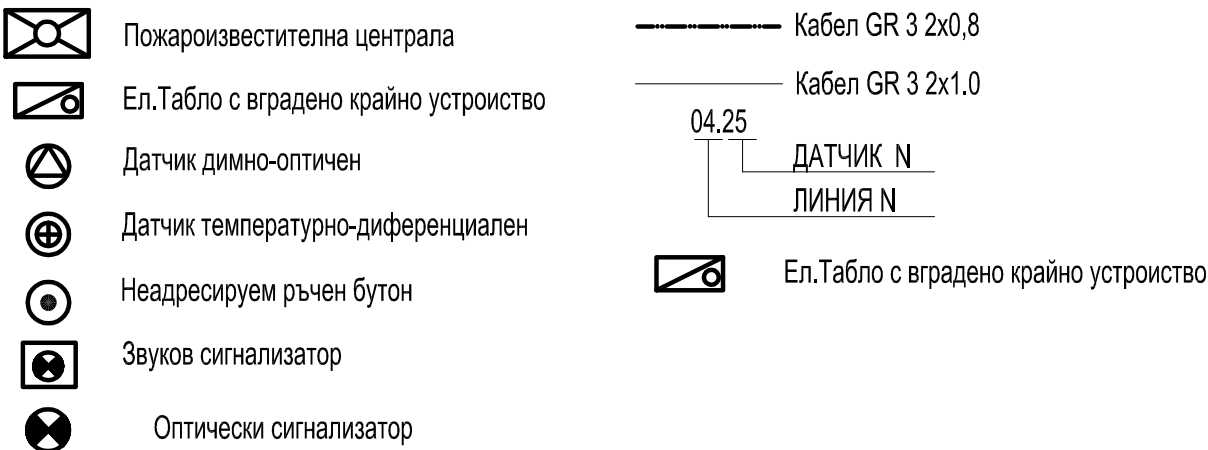 Пожароизвестителна централа
Ел.Табло с вградено крайно устроиство
Датчик димно-оптичен
Датчик температурно-диференциален
Неадресируем ръчен бутон
Звуков сигнализатор
Оптически сигнализатор
Кабел GR 3 2x0,8
Кабел GR 3 2x1.0
04.25
ДАТЧИК N
ЛИНИЯ N
Ел.Табло с вградено крайно устроиство